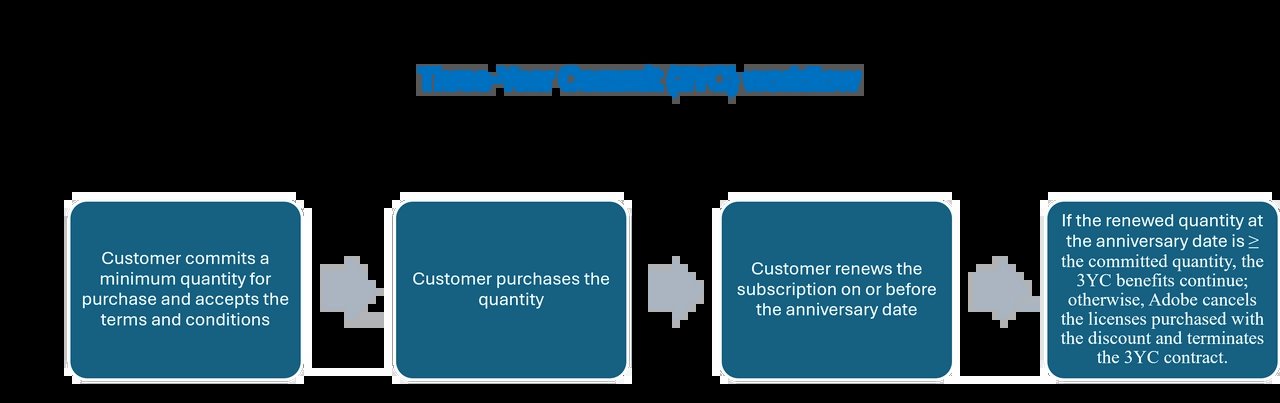 Three-Year Commit (3YC) workflow
Customer commits a
minimum quantity for
purchase and accepts the
terms and conditions
Customer purchases the
quantity
Customer renews the
subscription on or before
the anniversary date
If the renewed quantity at
the anniversary date is ≥
the committed quantity, the
3YC benefits continue;
otherwise, Adobe cancels
the licenses purchased with
the discount and terminates
the 3YC contract.